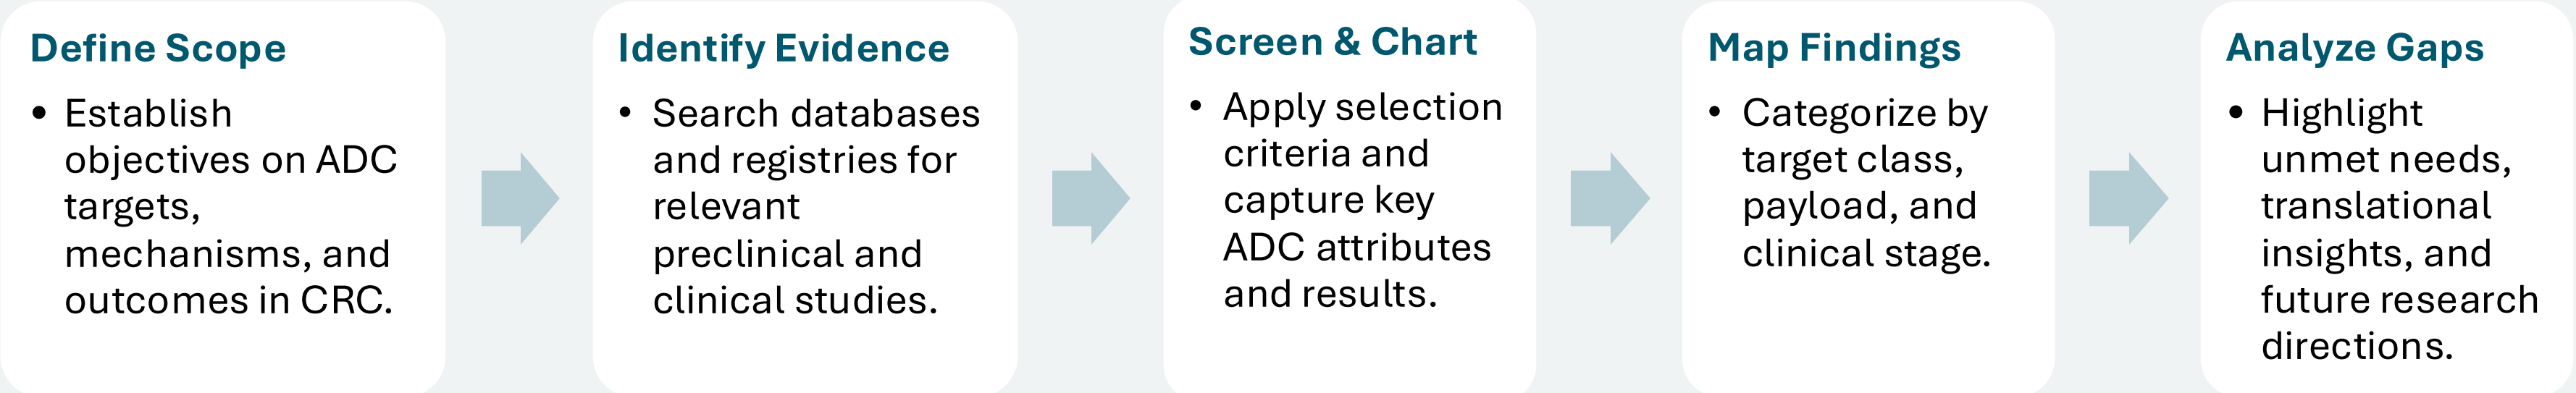 Define Scope
• Establish
objectives on ADC
targets,
mechanisms, and
outcomes in CRC.
Identify Evidence
• Search databases
and registries for
relevant
preclinical and
clinical studies.
Screen & Chart
• Apply selection
criteria and
capture key
ADC attributes
and results.
Map Findings
• Categorize by
target class,
payload, and
clinical stage.
Analyze Gaps
• Highlight
unmet needs,
translational
insights, and
future research
directions.